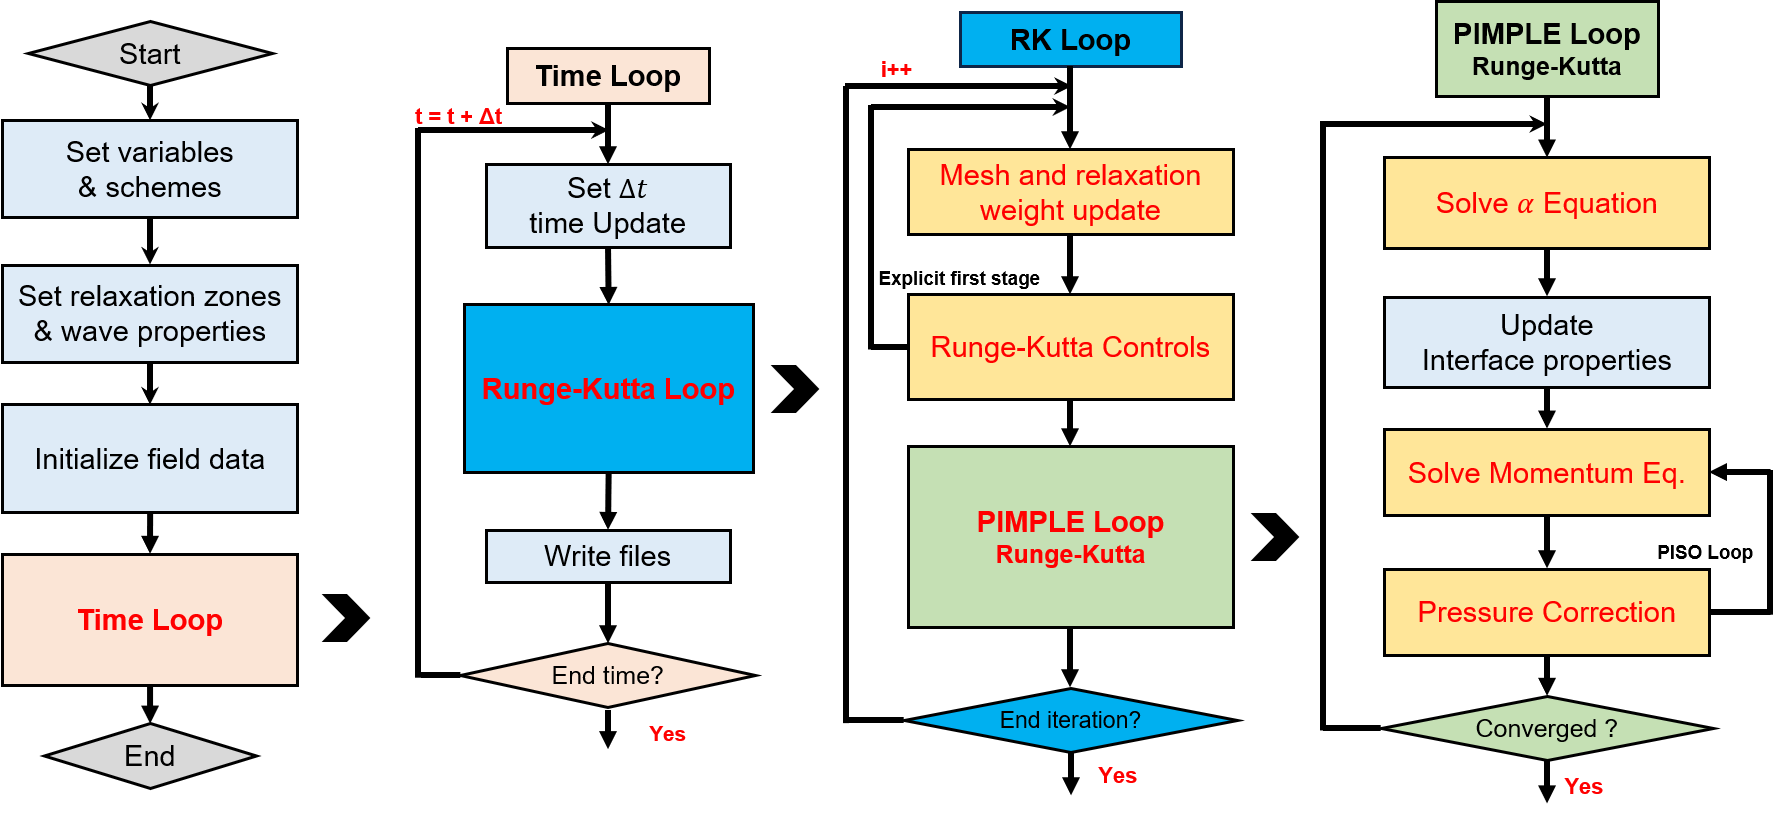 Start
Set variables
& schemes
Set relaxation zones
& wave properties
Initialize field data
Time Loop
End
Time Loop
t = t + Δt
Set Δt
time Update
Runge-Kutta Loop
Write files
End time?
Yes
RK Loop
i++
Mesh and relaxation
weight update
Explicit first stage
Runge-Kutta Controls
PIMPLE Loop
Runge-Kutta
End iteration?
Yes
PIMPLE Loop
Runge-Kutta
Solve α Equation
Update
Interface properties
Solve Momentum Eq.
PISO Loop
Pressure Correction
Converged ?
Yes